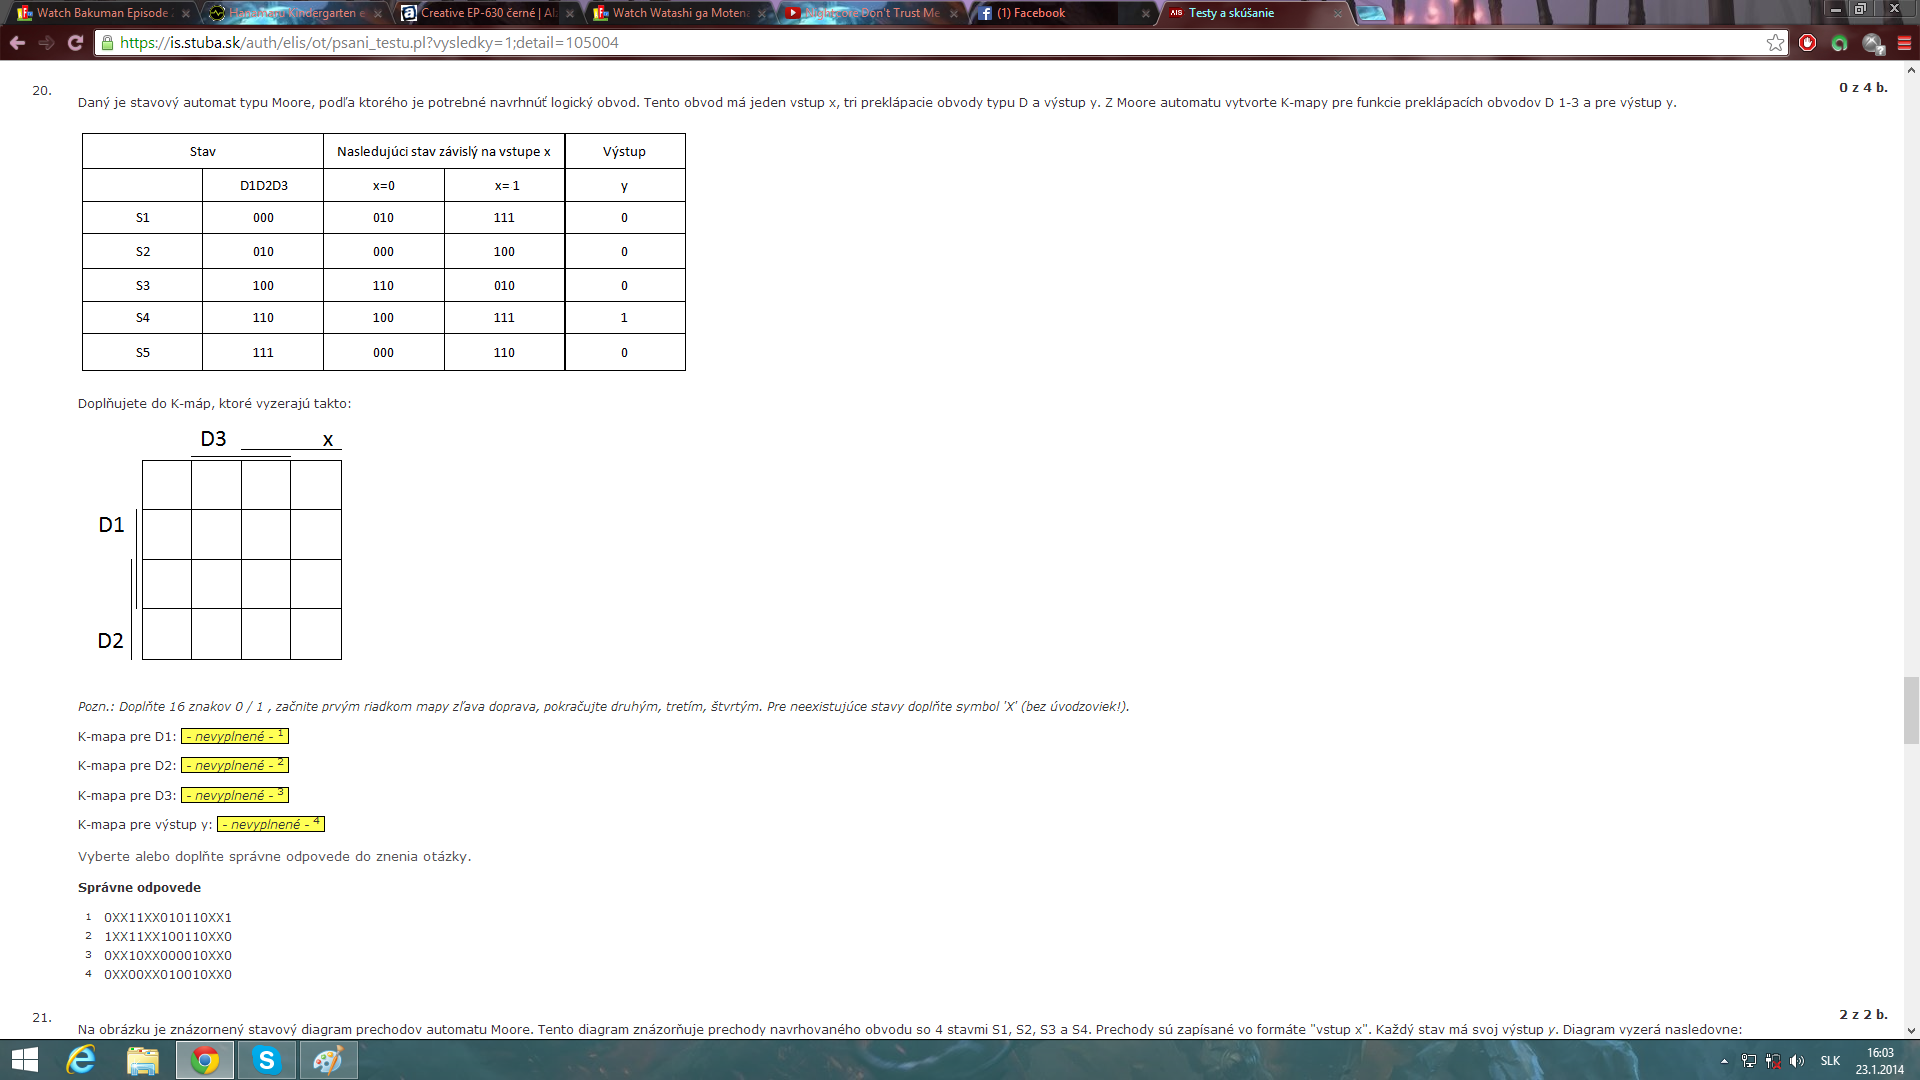 Watch Bakuman Episode 2
Hanamaru Kindergarten e
Creative EP-630 černé | Al
Watch Watashi ga Motena
Nightcore Don't Trust Me
(1) Facebook
AIS Testy a skúšanie
https://is.stuba.sk/auth/elis/ot/psani_testu.pl?vysledky=1;detail=105004
20.
0 z 4 b.
Daný je stavový automat typu Moore, podľa ktorého je potrebné navrhnúť logický obvod. Tento obvod má jeden vstup x, tri preklápacie obvody typu D a výstup y. Z Moore automatu vytvorte K-mapy pre funkcie preklápacích obvodov D 1-3 a pre výstup y.
Stav Nasledujúci stav závislý na vstupe x Výstup
D1D2D3 x=0 x= 1 y
S1 000 010 111 0
S2 010 000 100 0
S3 100 110 010 0
S4 110 100 111 1
S5 111 000 110 0
Doplňujete do K-máp, ktoré vyzerajú takto:
D3 x
D1
D2
Pozn.: Doplňte 16 znakov 0 / 1 , začnite prvým riadkom mapy zľava doprava, pokračujte druhým, tretím, štvrtým. Pre neexistujúce stavy doplňte symbol 'X' (bez úvodzoviek!).
K-mapa pre D1: - nevyplnené - 1
K-mapa pre D2: - nevyplnené - 2
K-mapa pre D3: - nevyplnené - 3
K-mapa pre výstup y: - nevyplnené - 4
Vyberte alebo doplňte správne odpovede do znenia otázky.
Správne odpovede
1 0XX11XX010110XX1
2 1XX11XX100110XX0
3 0XX10XX000010XX0
4 0XX00XX010010XX0
21.
2 z 2 b.
Na obrázku je znázornený stavový diagram prechodov automatu Moore. Tento diagram znázorňuje prechody navrhovaného obvodu so 4 stavmi S1, S2, S3 a S4. Prechody sú zapísané vo formáte "vstup x". Každý stav má svoj výstup y. Diagram vyzerá nasledovne:
SLK
16:03
23.1.2014